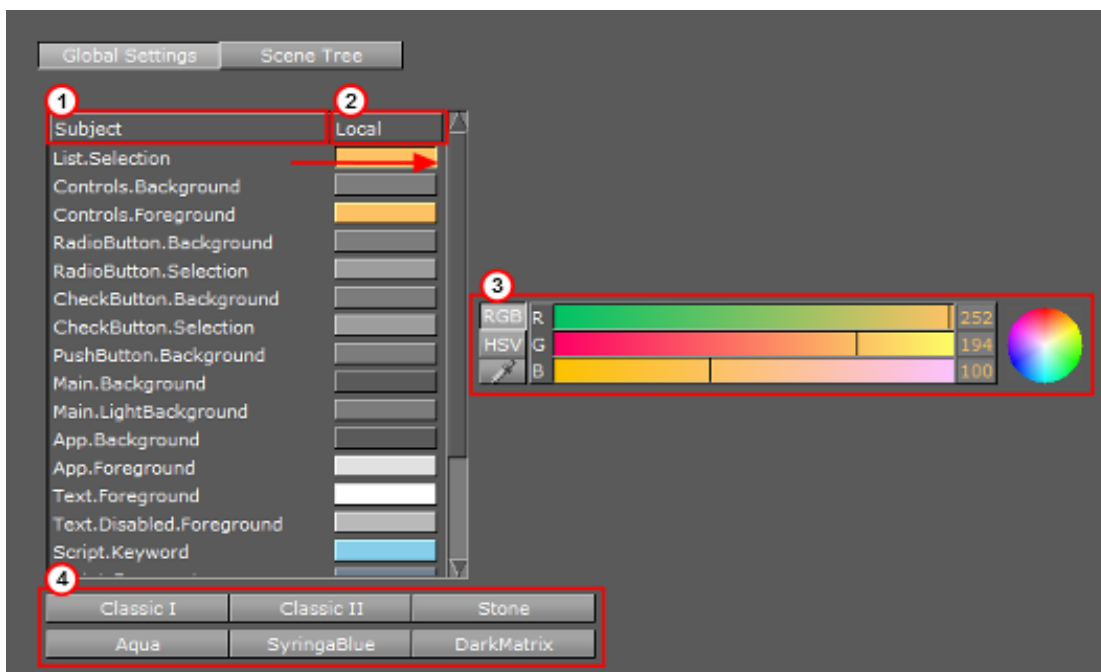 Global Settings Scene Tree
1 2
Subject Local
List.Selection
Controls.Background
Controls.Foreground
RadioButton.Background
RadioButton.Selection
CheckButton.Background
CheckButton.Selection
PushButton.Background
Main.Background
Main.LightBackground
App.Background
App.Foreground
Text.Foreground
Text.Disabled.Foreground
Script.Keyword
3
RGB R 252
HSV G 194
B 100
4
Classic I Classic II Stone
Aqua SyringaBlue DarkMatrix